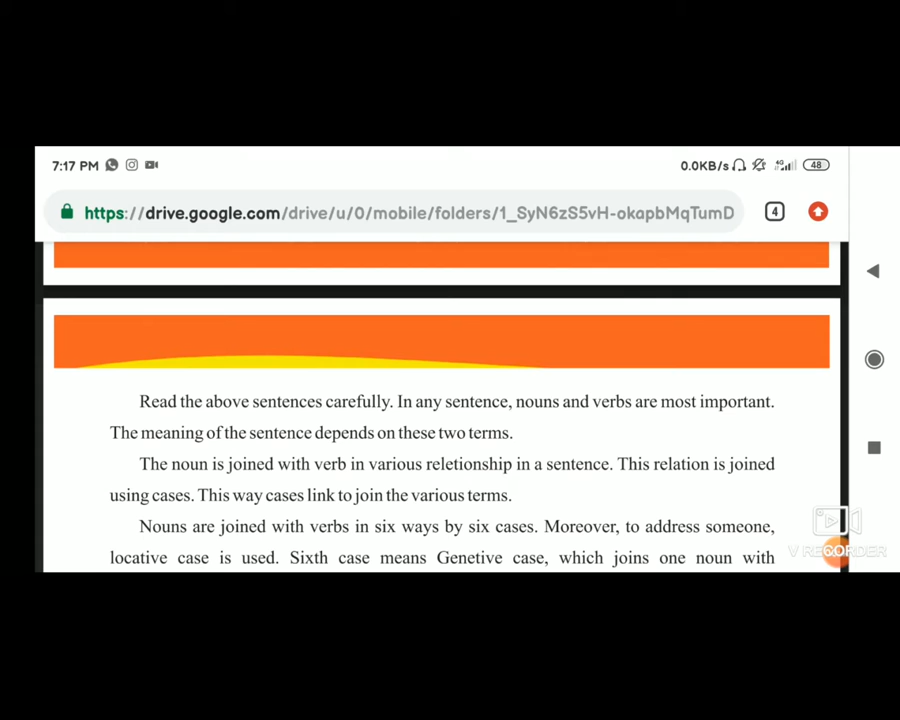 7:17 PM 0.0KB/s 4G 48
https://drive.google.com/drive/u/0/mobile/folders/1_SyN6zS5vH-okapbMqTumD 4
Read the above sentences carefully. In any sentence, nouns and verbs are most important.
The meaning of the sentence depends on these two terms.
The noun is joined with verb in various reletionship in a sentence. This relation is joined
using cases. This way cases link to join the various terms.
Nouns are joined with verbs in six ways by six cases. Moreover, to address someone,
locative case is used. Sixth case means Genetive case, which joins one noun with
V RECORDER